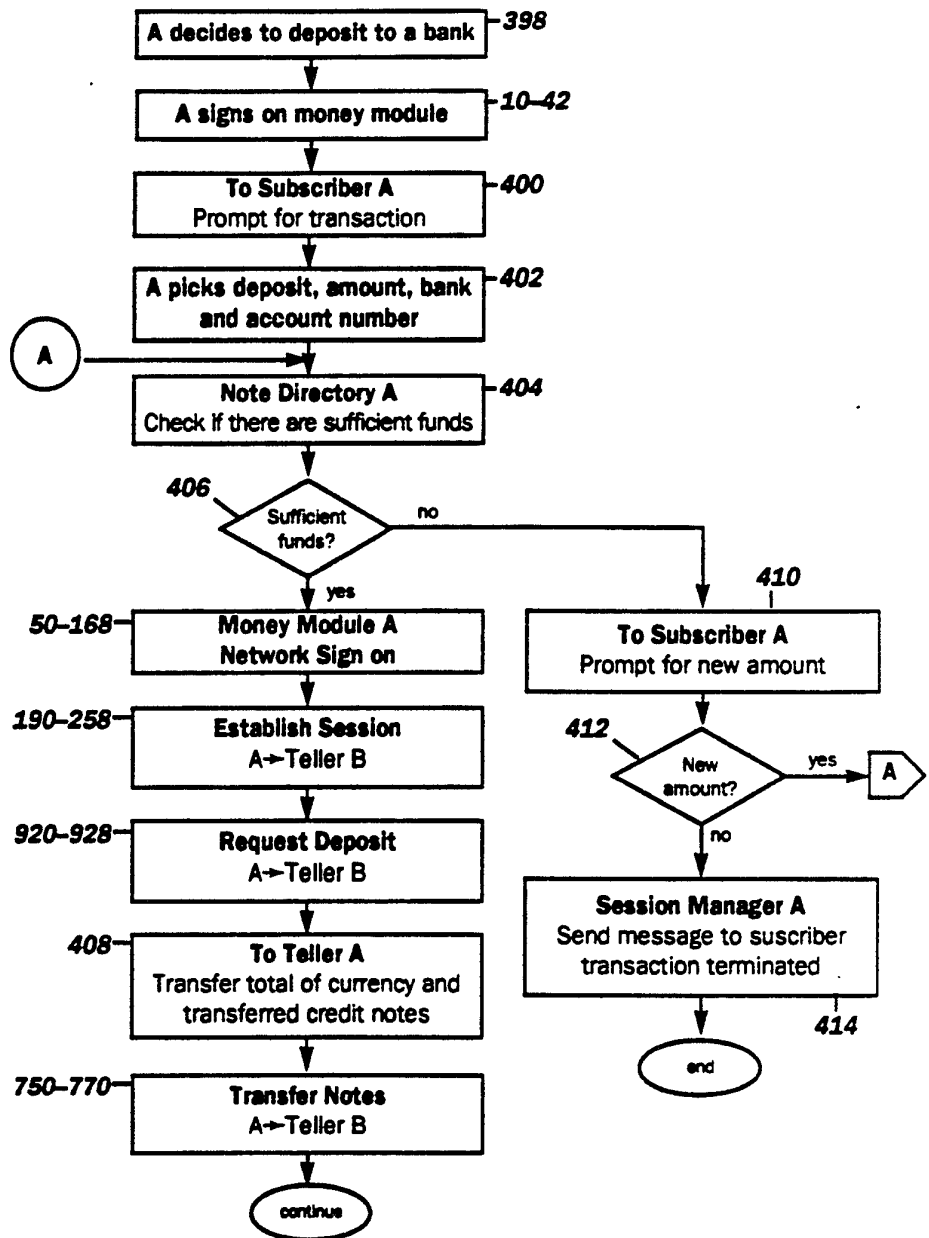 A decides to deposit to a bank
398
A signs on money module
10–42
To Subscriber A
Prompt for transaction
400
A picks deposit, amount, bank
and account number
402
A
Note Directory A
Check if there are sufficient funds
404
406
Sufficient
funds?
no
yes
50–168
Money Module A
Network Sign on
410
To Subscriber A
Prompt for new amount
190–258
Establish Session
A→Teller B
412
New
amount?
yes
A
no
920–928
Request Deposit
A→Teller B
Session Manager A
Send message to suscriber
transaction terminated
414
408
To Teller A
Transfer total of currency and
transferred credit notes
end
750–770
Transfer Notes
A→Teller B
continue